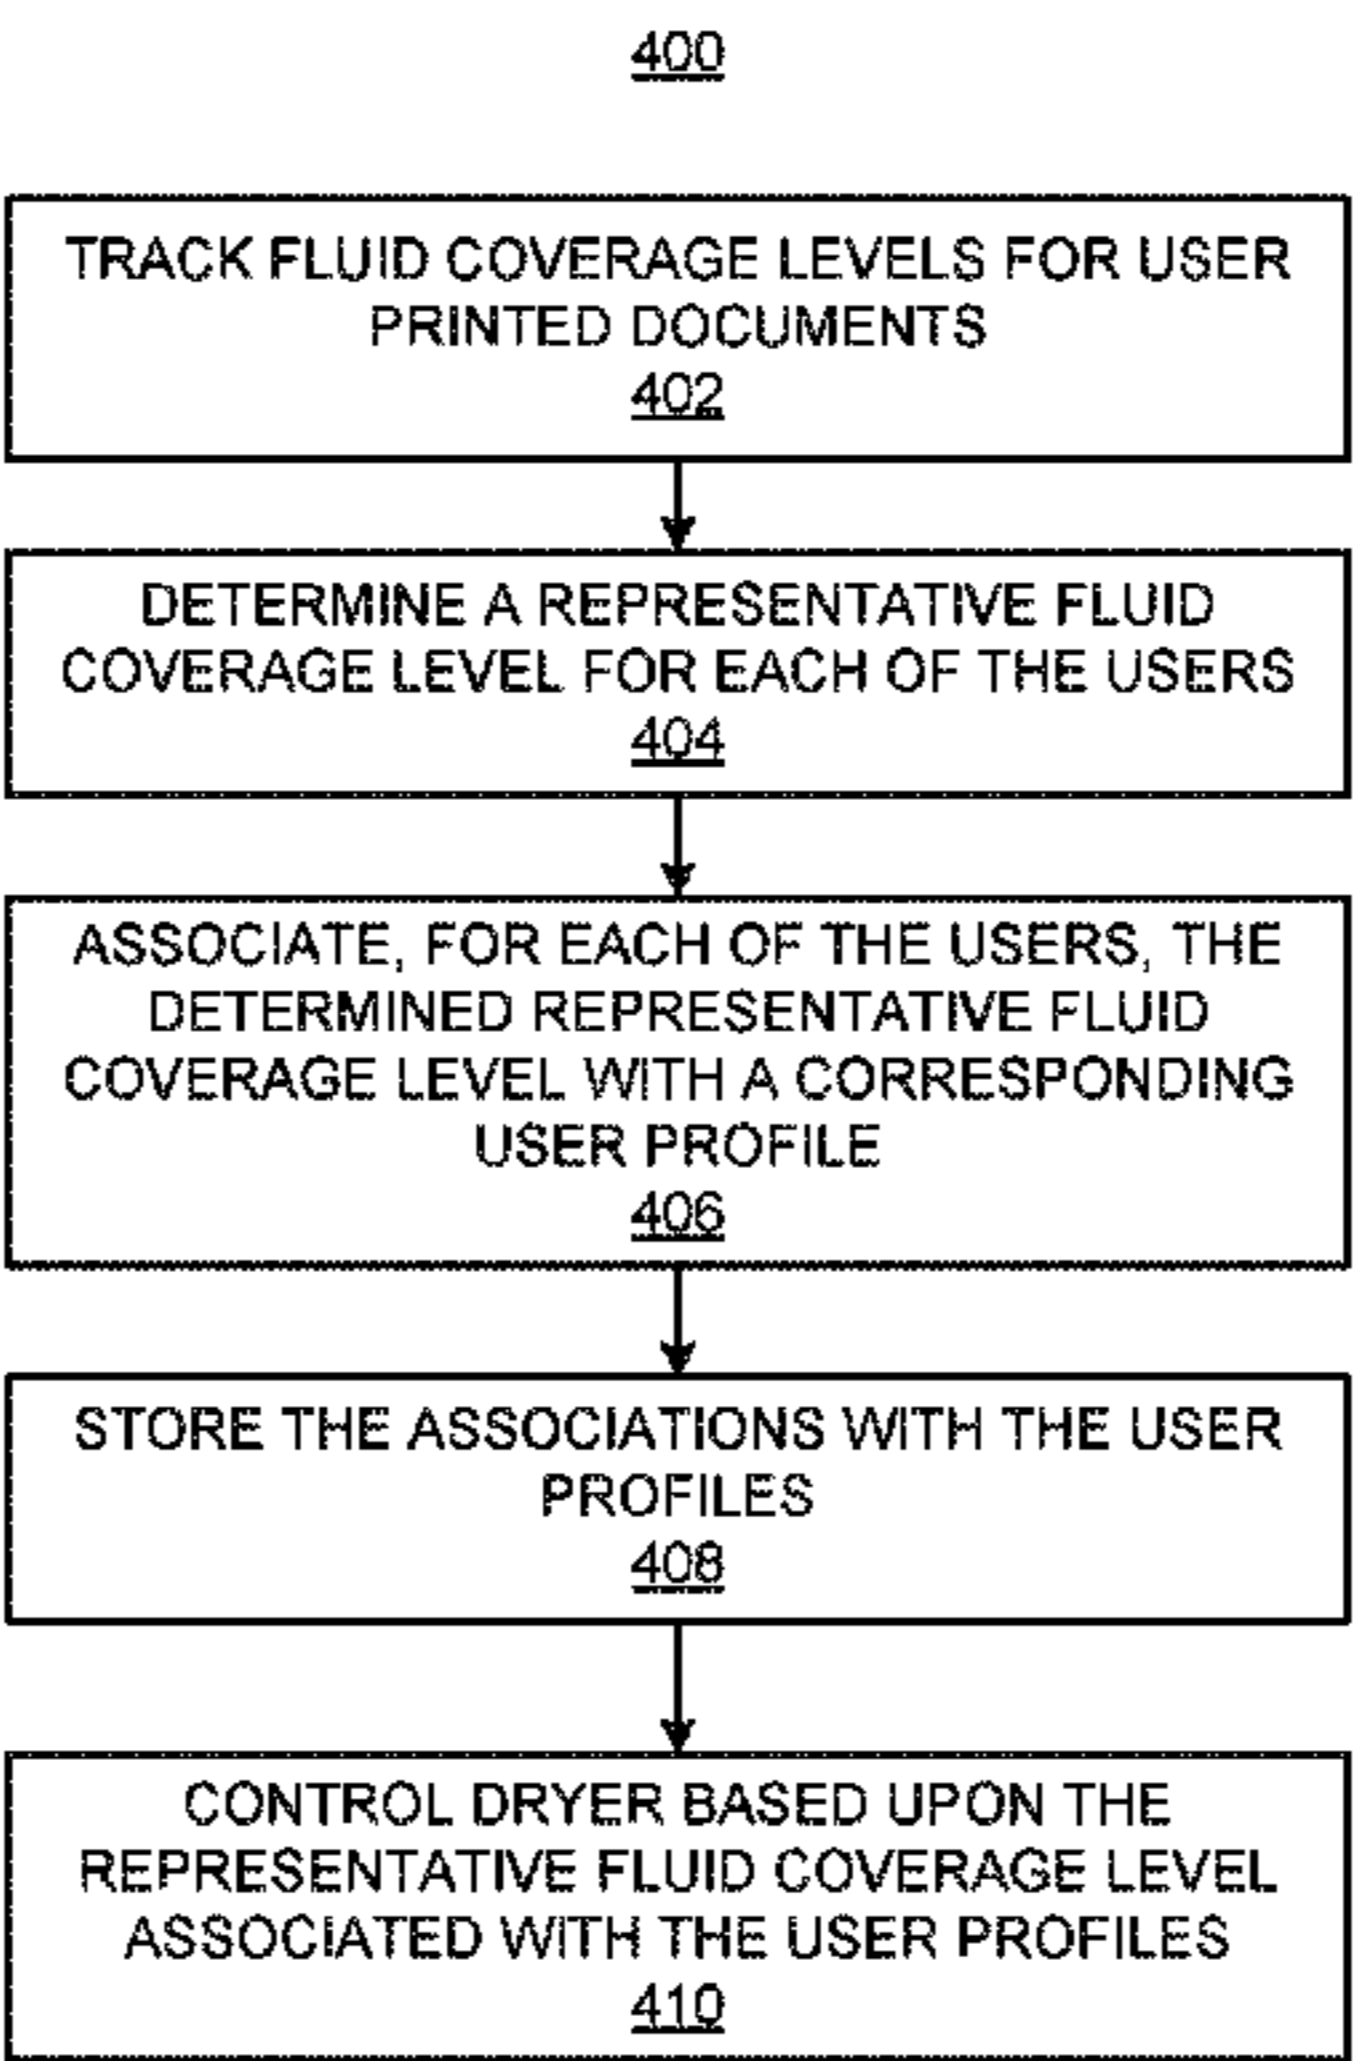 400
TRACK FLUID COVERAGE LEVELS FOR USER
PRINTED DOCUMENTS
402
DETERMINE A REPRESENTATIVE FLUID
COVERAGE LEVEL FOR EACH OF THE USERS
404
ASSOCIATE, FOR EACH OF THE USERS, THE
DETERMINED REPRESENTATIVE FLUID
COVERAGE LEVEL WITH A CORRESPONDING
USER PROFILE
406
STORE THE ASSOCIATIONS WITH THE USER
PROFILES
408
CONTROL DRYER BASED UPON THE
REPRESENTATIVE FLUID COVERAGE LEVEL
ASSOCIATED WITH THE USER PROFILES
410